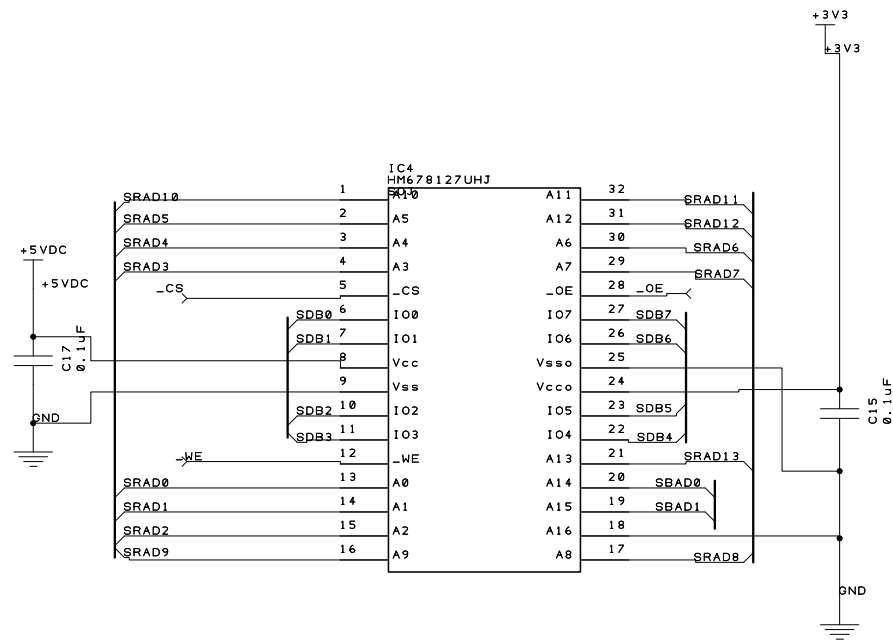 +3V3
+3V3
IC4
HM678127UHJ
SOJ
SRAD10 1 A10 A11 32 SRAD11
SRAD5 2 A5 A12 31 SRAD12
SRAD4 3 A4 A6 30 SRAD6
SRAD3 4 A3 A7 29 SRAD7
+5VDC
+5VDC
_CS 5 _CS _OE 28 _OE
SDB0 6 IO0 IO7 27 SDB7
SDB1 7 IO1 IO6 26 SDB6
C17
0.1uF
8 Vcc Vsso 25
9 Vss Vcco 24
C15
0.1uF
GND
SDB2 10 IO2 IO5 23 SDB5
SDB3 11 IO3 IO4 22 SDB4
_WE 12 _WE A13 21 SRAD13
SRAD0 13 A0 A14 20 SBAD0
SRAD1 14 A1 A15 19 SBAD1
SRAD2 15 A2 A16 18
SRAD9 16 A9 A8 17 SRAD8
GND